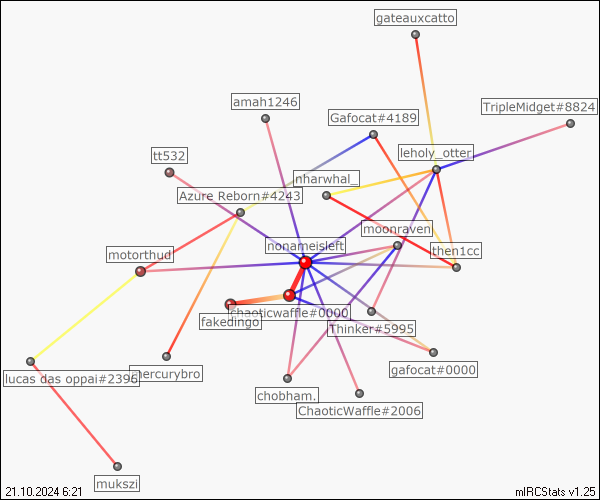 gateauxcatto
amah1246
TripleMidget#8824
Gafocat#4189
tt532
leholy_otter
nharwhal_
Azure Reborn#4243
moonraven
nonameisleft
then1cc
motorthud
chaoticwaffle#0000
fakedingo
Thinker#5995
gafocat#0000
mercurybro
lucas das oppai#2396
chobham.
ChaoticWaffle#2006
mukszi
21.10.2024 6:21
mIRCStats v1.25